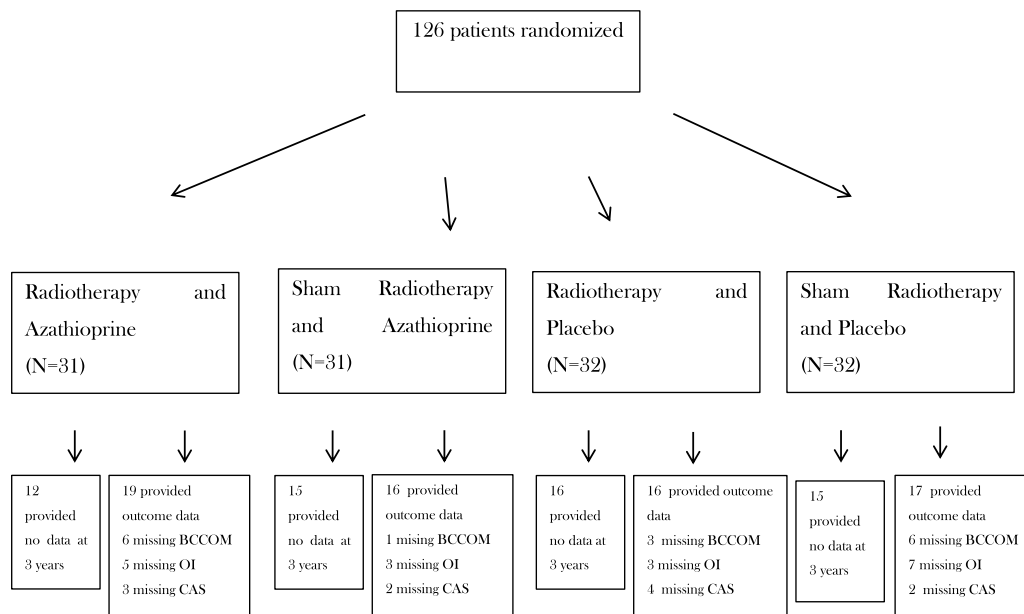 126 patients randomized
Radiotherapy and
Azathioprine
(N=31)
Sham Radiotherapy
and Azathioprine
(N=31)
Radiotherapy and
Placebo
(N=32)
Sham Radiotherapy
and Placebo
(N=32)
12
provided
no data at
3 years
19 provided
outcome data
6 missing BCCOM
5 missing OI
3 missing CAS
15
provided
no data at
3 years
16 provided
outcome data
1 mising BCCOM
3 missing OI
2 missing CAS
16
provided
no data at
3 years
16 provided outcome
data
3 missing BCCOM
3 missing OI
4 missing CAS
15
provided
no data at
3 years
17 provided
outcome data
6 missing BCCOM
7 missing OI
2 missing CAS